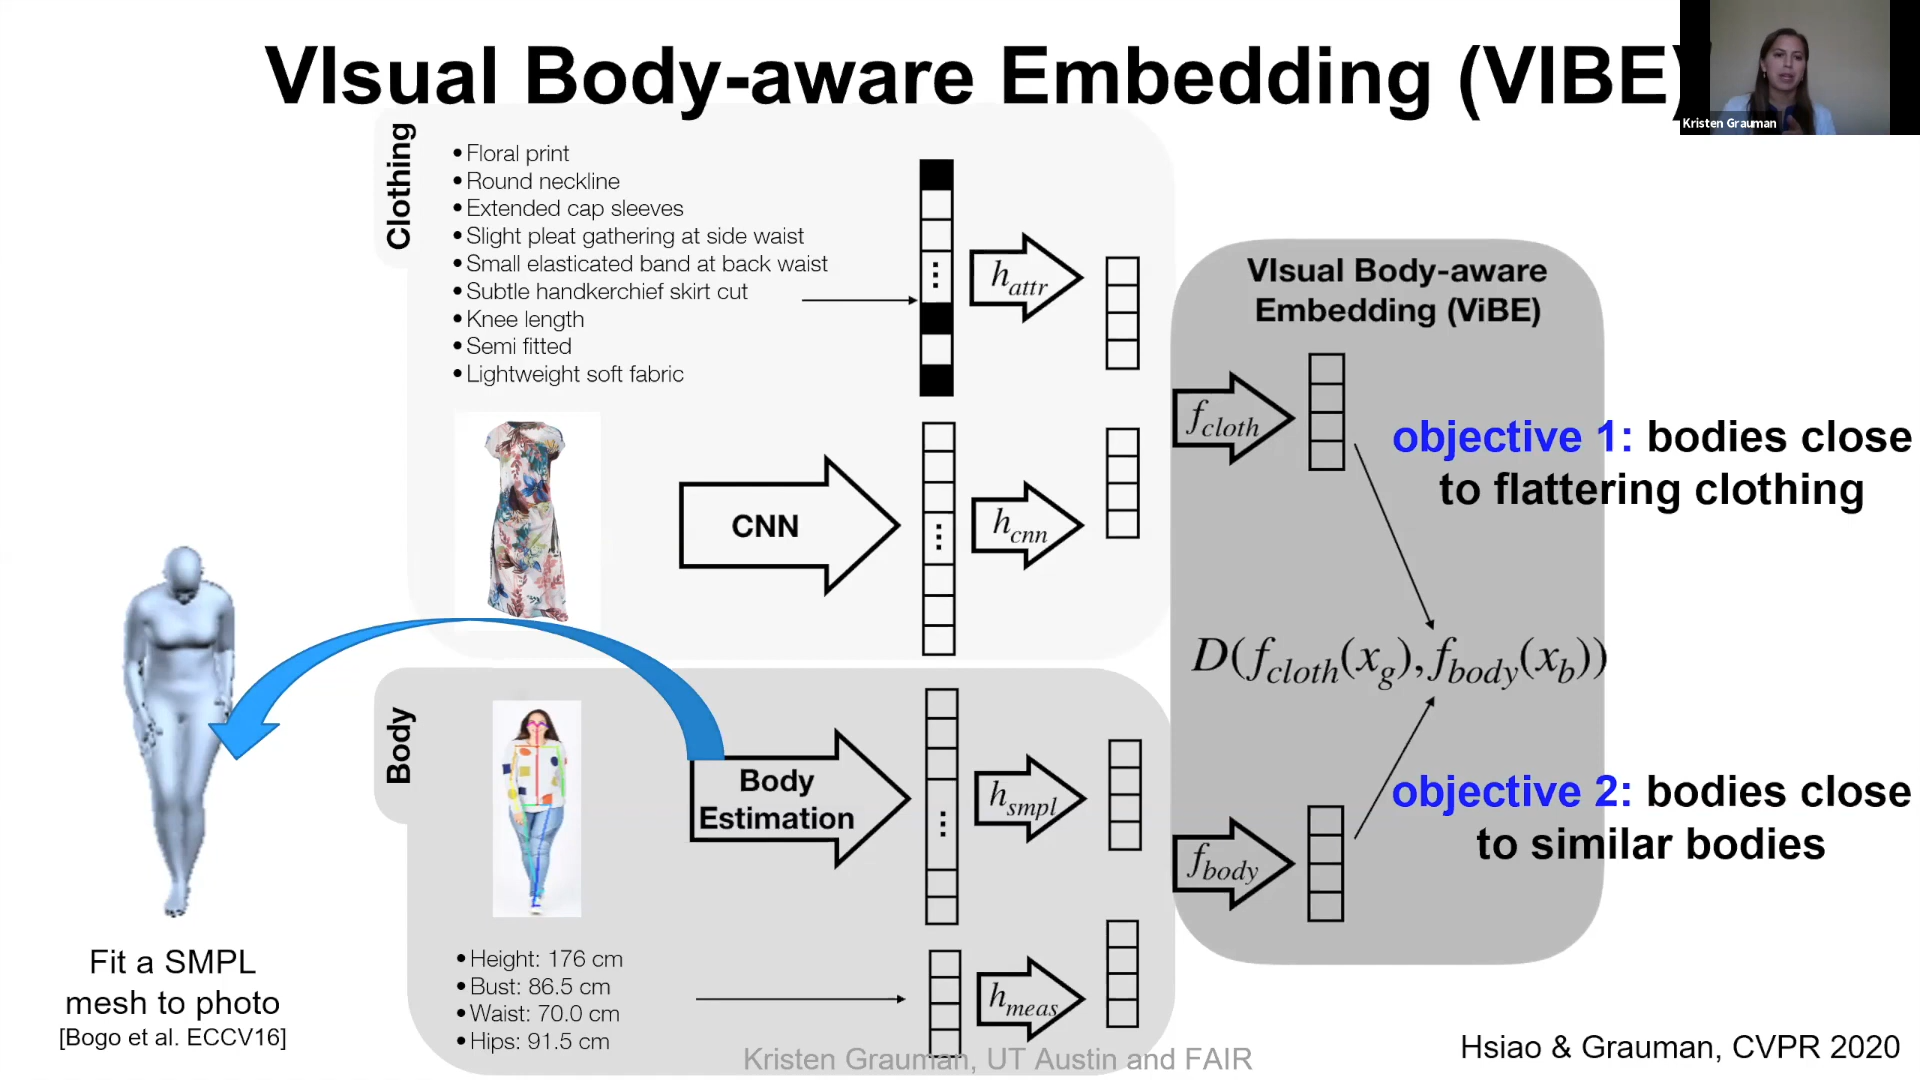 VIsual Body-aware Embedding (VIBE)
Kristen Grauman
Clothing
• Floral print
• Round neckline
• Extended cap sleeves
• Slight pleat gathering at side waist
• Small elasticated band at back waist
• Subtle handkerchief skirt cut
• Knee length
• Semi fitted
• Lightweight soft fabric
h_attr
CNN
h_cnn
VIsual Body-aware
Embedding (ViBE)
f_cloth
objective 1: bodies close
to flattering clothing
D(f_cloth(x_g), f_body(x_b))
Body
Body
Estimation
h_smpl
f_body
objective 2: bodies close
to similar bodies
• Height: 176 cm
• Bust: 86.5 cm
• Waist: 70.0 cm
• Hips: 91.5 cm
h_meas
Fit a SMPL
mesh to photo
[Bogo et al. ECCV16]
Kristen Grauman, UT Austin and FAIR
Hsiao & Grauman, CVPR 2020